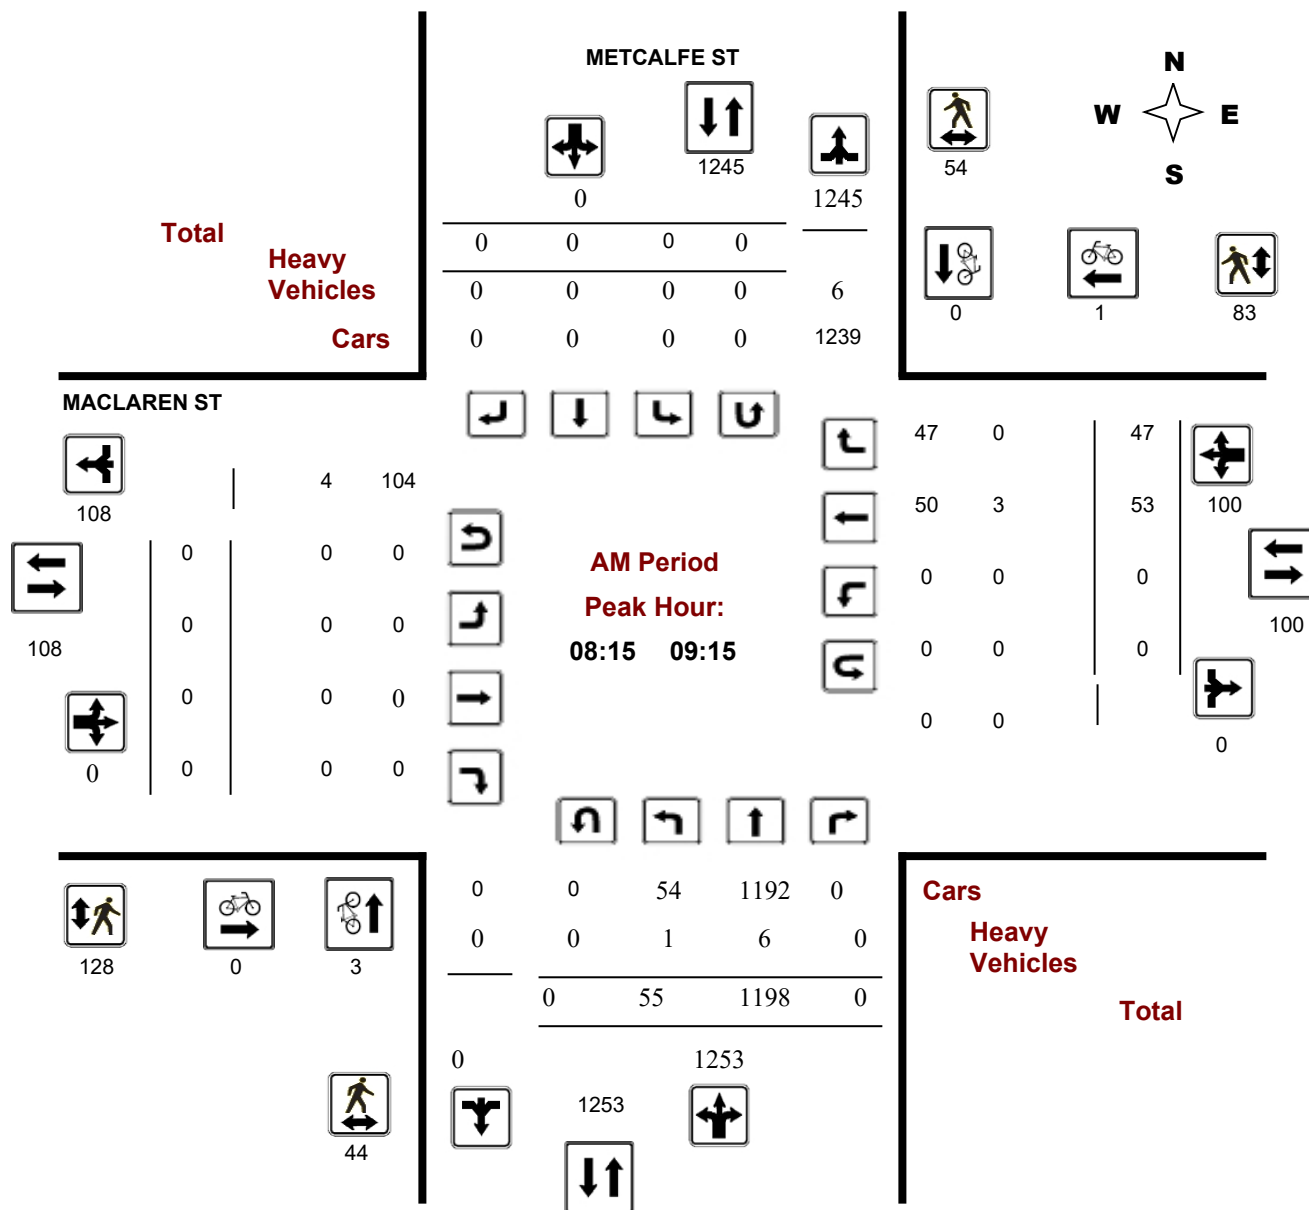 METCALFE ST
N
W E
S
1245
54
0 1245
Total
0 0 0 0
Heavy
Vehicles
0 0 0 0 6
0 1 83
Cars
0 0 0 0 1239
MACLAREN ST
47 0 47
4 104
108
50 3 53 100
0 0 0
AM Period
0 0 0
Peak Hour:
100
108
0 0 0
08:15 09:15
0 0 0
0 0 0
0 0
0
0
0 0 0
0 0 54 1192 0
Cars
0 0 1 6 0
Heavy
Vehicles
128 0 3
0 55 1198 0
Total
0 1253
1253
44